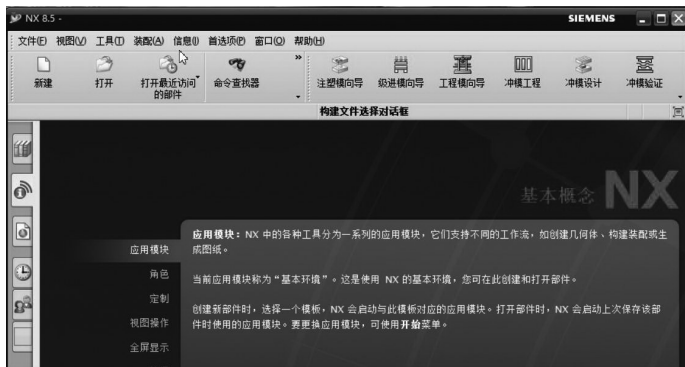 NX 8.5 -
SIEMENS
文件(F) 视图(V) 工具(T) 装配(A) 信息(I) 首选项(P) 窗口(O) 帮助(H)
新建 打开 打开最近访问的部件 命令查找器 注塑模向导 级进模向导 工程模向导 冲模工程 冲模设计 冲模验证
构建文件选择对话框
基本概念 NX
应用模块
角色
定制
视图操作
全屏显示
应用模块：NX 中的各种工具分为一系列的应用模块，它们支持不同的工作流，如创建几何体、构建装配或生
成图纸。
当前应用模块称为“基本环境”。这是使用 NX 的基本环境，您可在此创建和打开部件。
创建新部件时，选择一个模板，NX 会启动与此模板对应的应用模块。打开部件时，NX 会启动上次保存该部
件时使用的应用模块。要更换应用模块，可使用开始菜单。